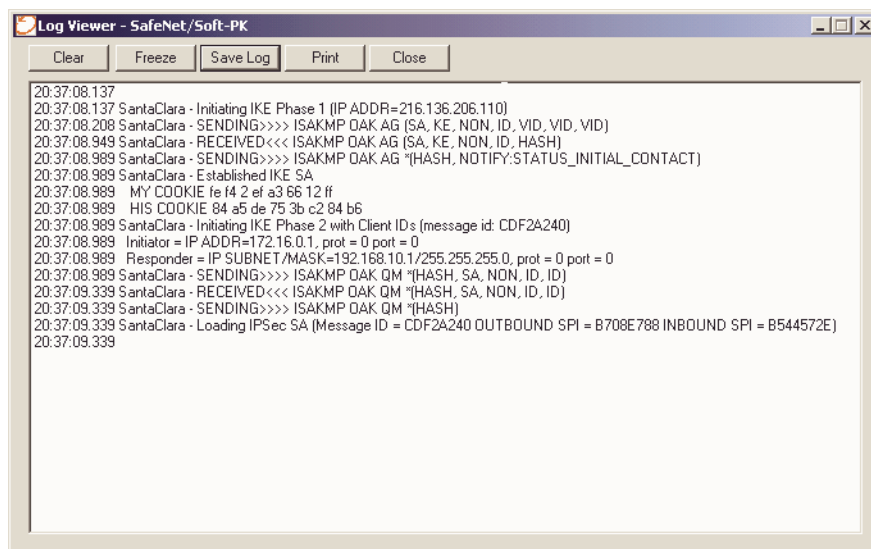 Log Viewer - SafeNet/Soft-PK
Clear Freeze Save Log Print Close
20:37:08.137
20:37:08.137 SantaClara - Initiating IKE Phase 1 (IP ADDR=216.136.206.110)
20:37:08.208 SantaClara - SENDING>>>> ISAKMP OAK AG (SA, KE, NON, ID, VID, VID, VID)
20:37:08.949 SantaClara - RECEIVED<<< ISAKMP OAK AG (SA, KE, NON, ID, HASH)
20:37:08.989 SantaClara - SENDING>>>> ISAKMP OAK AG *(HASH, NOTIFY:STATUS_INITIAL_CONTACT)
20:37:08.989 SantaClara - Established IKE SA
20:37:08.989 MY COOKIE fe f4 2 ef a3 66 12 ff
20:37:08.989 HIS COOKIE 84 a5 de 75 3b c2 84 b6
20:37:08.989 SantaClara - Initiating IKE Phase 2 with Client IDs (message id: CDF2A240)
20:37:08.989 Initiator = IP ADDR=172.16.0.1, prot = 0 port = 0
20:37:08.989 Responder = IP SUBNET/MASK=192.168.10.1/255.255.255.0, prot = 0 port = 0
20:37:08.989 SantaClara - SENDING>>>> ISAKMP OAK QM *(HASH, SA, NON, ID, ID)
20:37:09.339 SantaClara - RECEIVED<<< ISAKMP OAK QM *(HASH, SA, NON, ID, ID)
20:37:09.339 SantaClara - SENDING>>>> ISAKMP OAK QM *(HASH)
20:37:09.339 SantaClara - Loading IPSec SA (Message ID = CDF2A240 OUTBOUND SPI = B708E788 INBOUND SPI = B544572E)
20:37:09.339